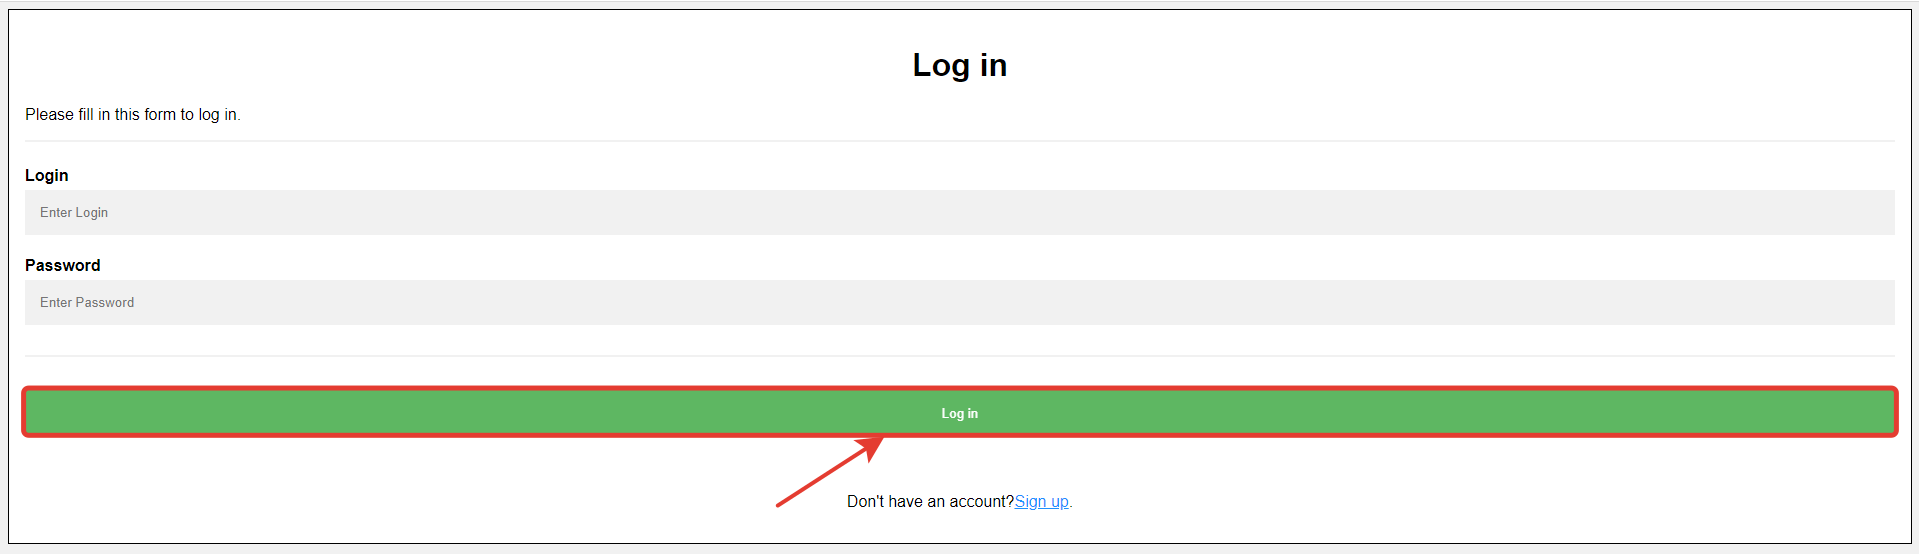 Log in
Please fill in this form to log in.
Login
Enter Login
Password
Enter Password
Log in
Don't have an account?Sign up.